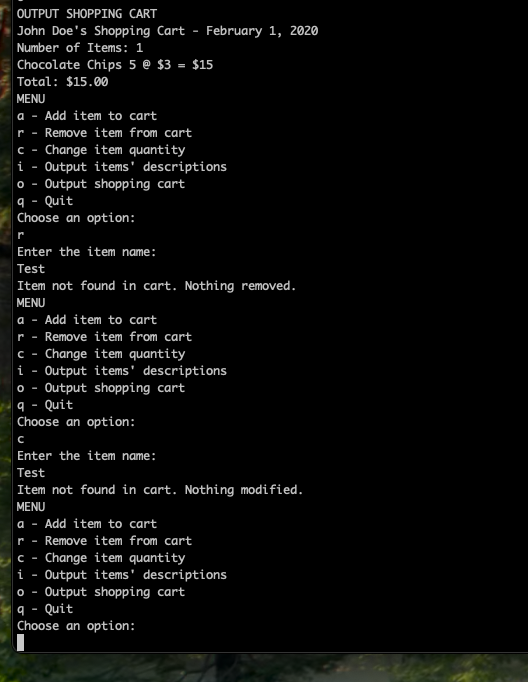 OUTPUT SHOPPING CART
John Doe's Shopping Cart - February 1, 2020
Number of Items: 1
Chocolate Chips 5 @ $3 = $15
Total: $15.00
MENU
a - Add item to cart
r - Remove item from cart
c - Change item quantity
i - Output items' descriptions
o - Output shopping cart
q - Quit
Choose an option:
r
Enter the item name:
Test
Item not found in cart. Nothing removed.
MENU
a - Add item to cart
r - Remove item from cart
c - Change item quantity
i - Output items' descriptions
o - Output shopping cart
q - Quit
Choose an option:
c
Enter the item name:
Test
Item not found in cart. Nothing modified.
MENU
a - Add item to cart
r - Remove item from cart
c - Change item quantity
i - Output items' descriptions
o - Output shopping cart
q - Quit
Choose an option: